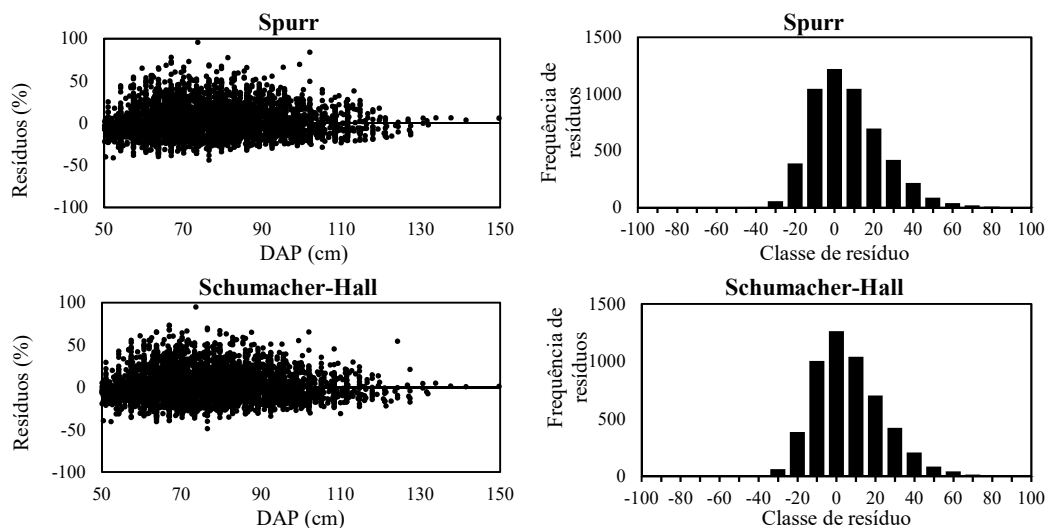 Spurr
100
50
0
-50
-100
Resíduos (%)
50 70 90 110 130 150
DAP (cm)
Spurr
1500
1000
500
0
Frequência de
resíduos
-100 -80 -60 -40 -20 0 20 40 60 80 100
Classe de resíduo
Schumacher-Hall
100
50
0
-50
-100
Resíduos (%)
50 70 90 110 130 150
DAP (cm)
Schumacher-Hall
1500
1000
500
0
Frequência de
resíduos
-100 -80 -60 -40 -20 0 20 40 60 80 100
Classe de resíduo